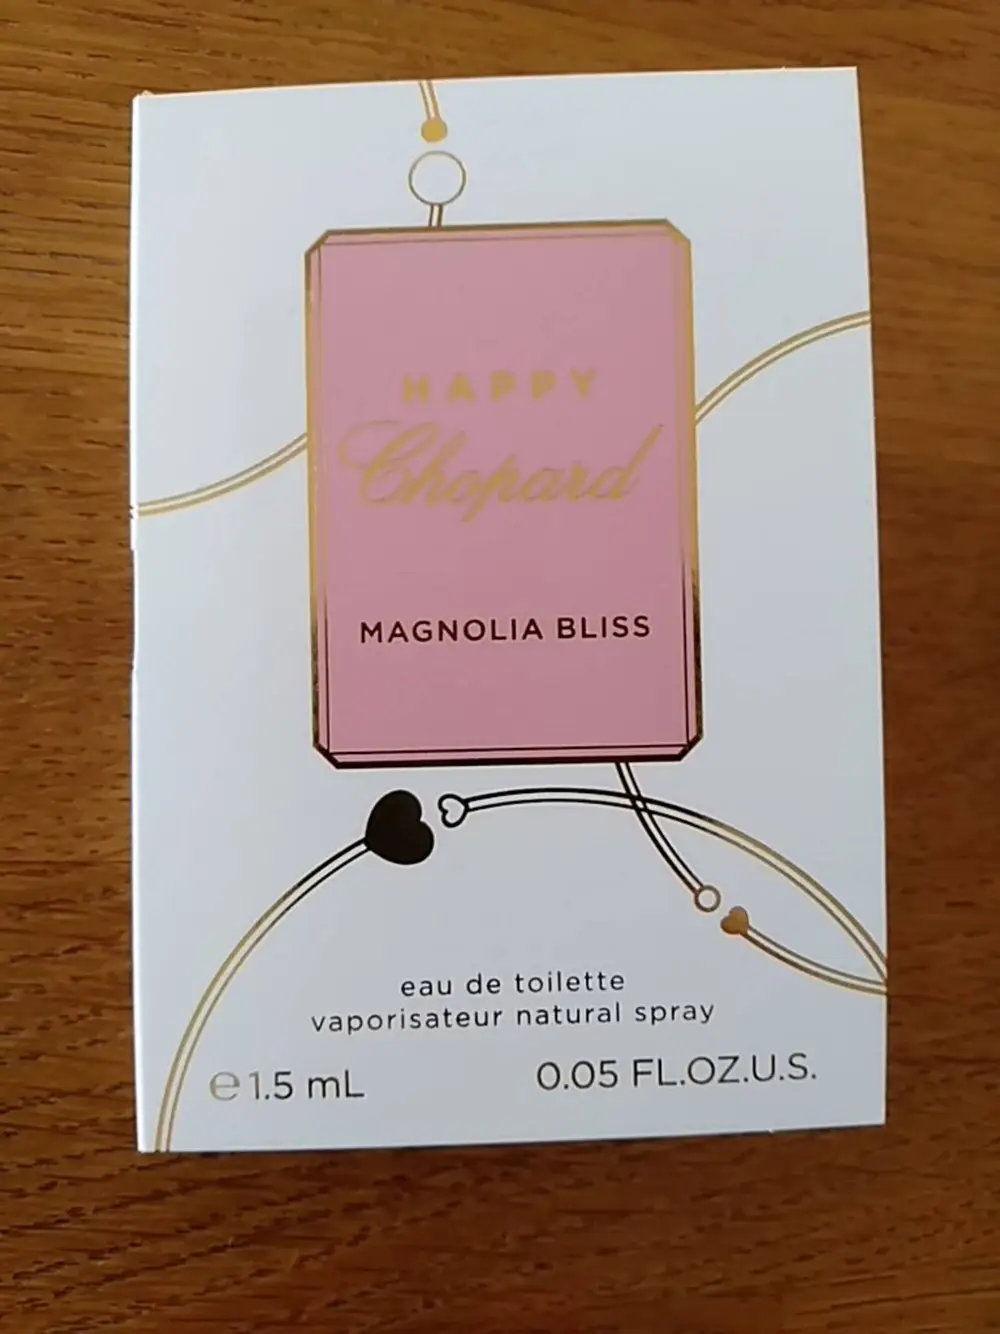 HAPPY
Chopard
MAGNOLIA BLISS
eau de toilette
vaporisateur natural spray
℮ 1.5 mL 0.05 FL.OZ.U.S.